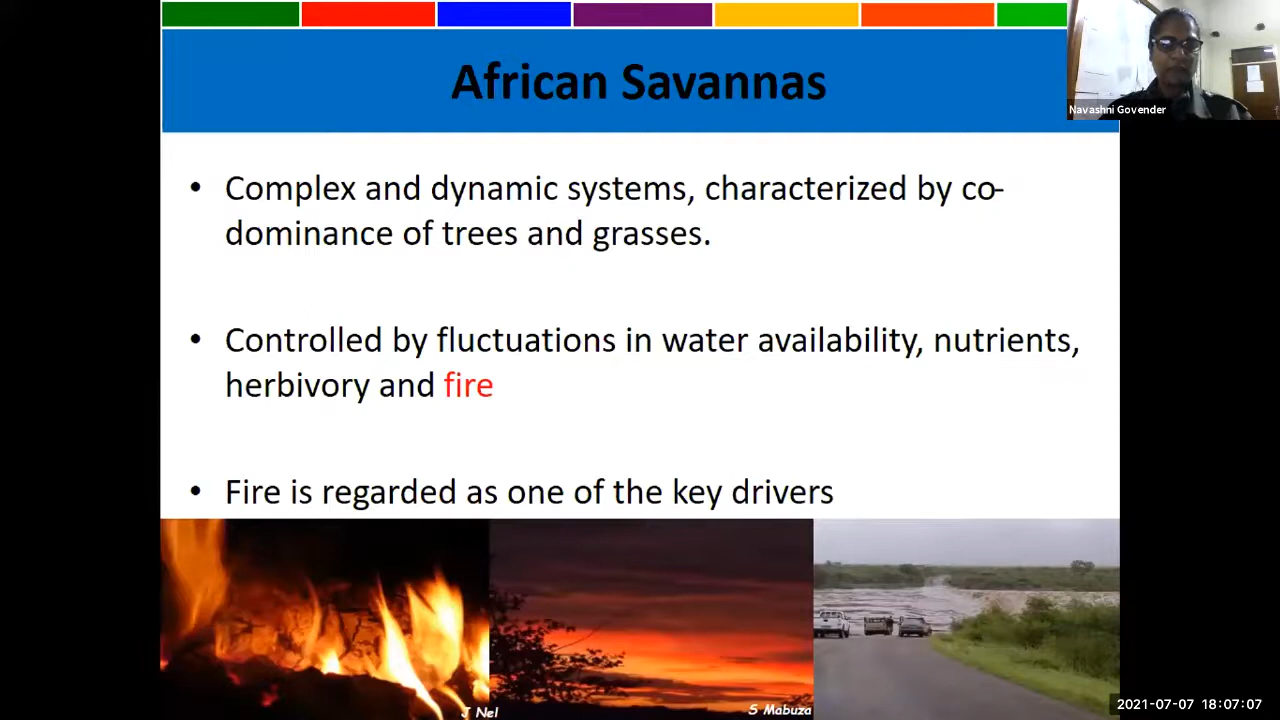 African Savannas
Navashni Govender
• Complex and dynamic systems, characterized by co-
dominance of trees and grasses.
• Controlled by fluctuations in water availability, nutrients,
herbivory and fire
• Fire is regarded as one of the key drivers
J Nel
S Mabuza
2021-07-07 18:07:07